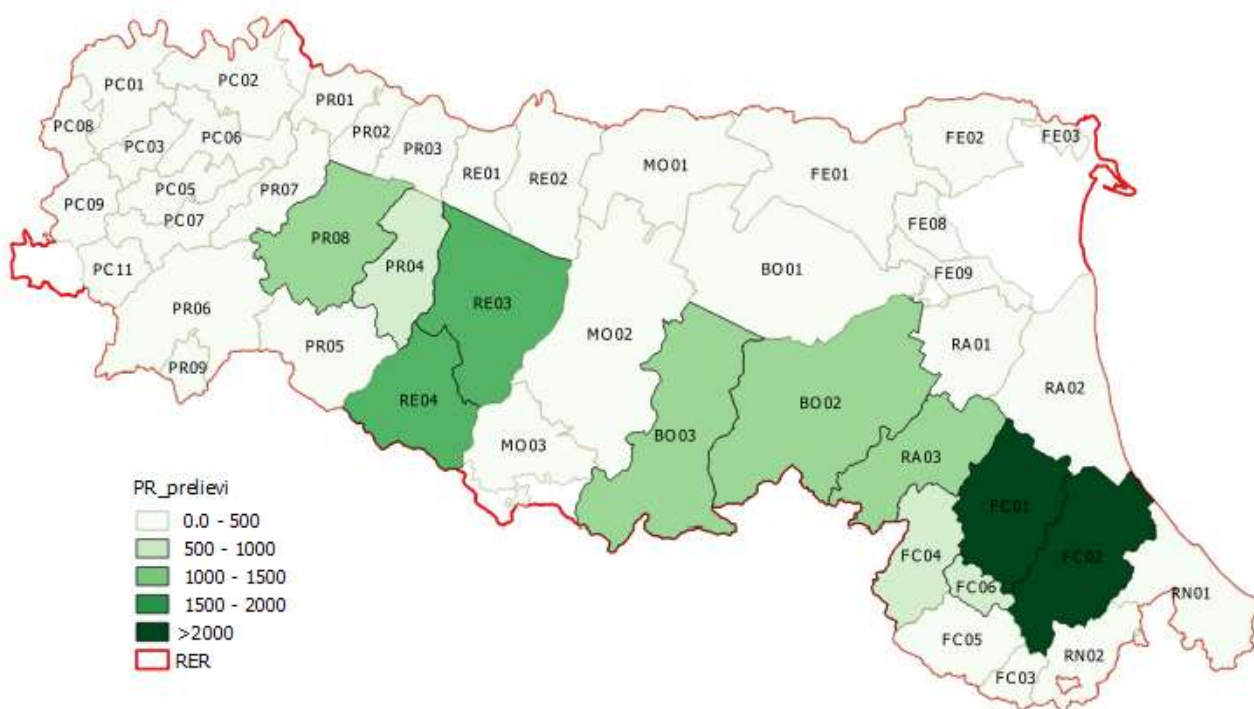 PC01
PC02
PR01
PC08
PC03
PC06
PR02
PR03
FE02
FE03
MO01
RE01
RE02
FE01
PC05
PR07
PC09
PC07
FE08
PR08
PC11
PR04
BO01
FE09
PR06
RE03
MO02
PR05
RA01
PR09
RA02
RE04
BO02
MO03
BO03
RA03
PR_prelievi
0.0 - 500
500 - 1000
1000 - 1500
1500 - 2000
>2000
RER
FC01
FC04
FC02
FC06
RN01
FC05
RN02
FC03